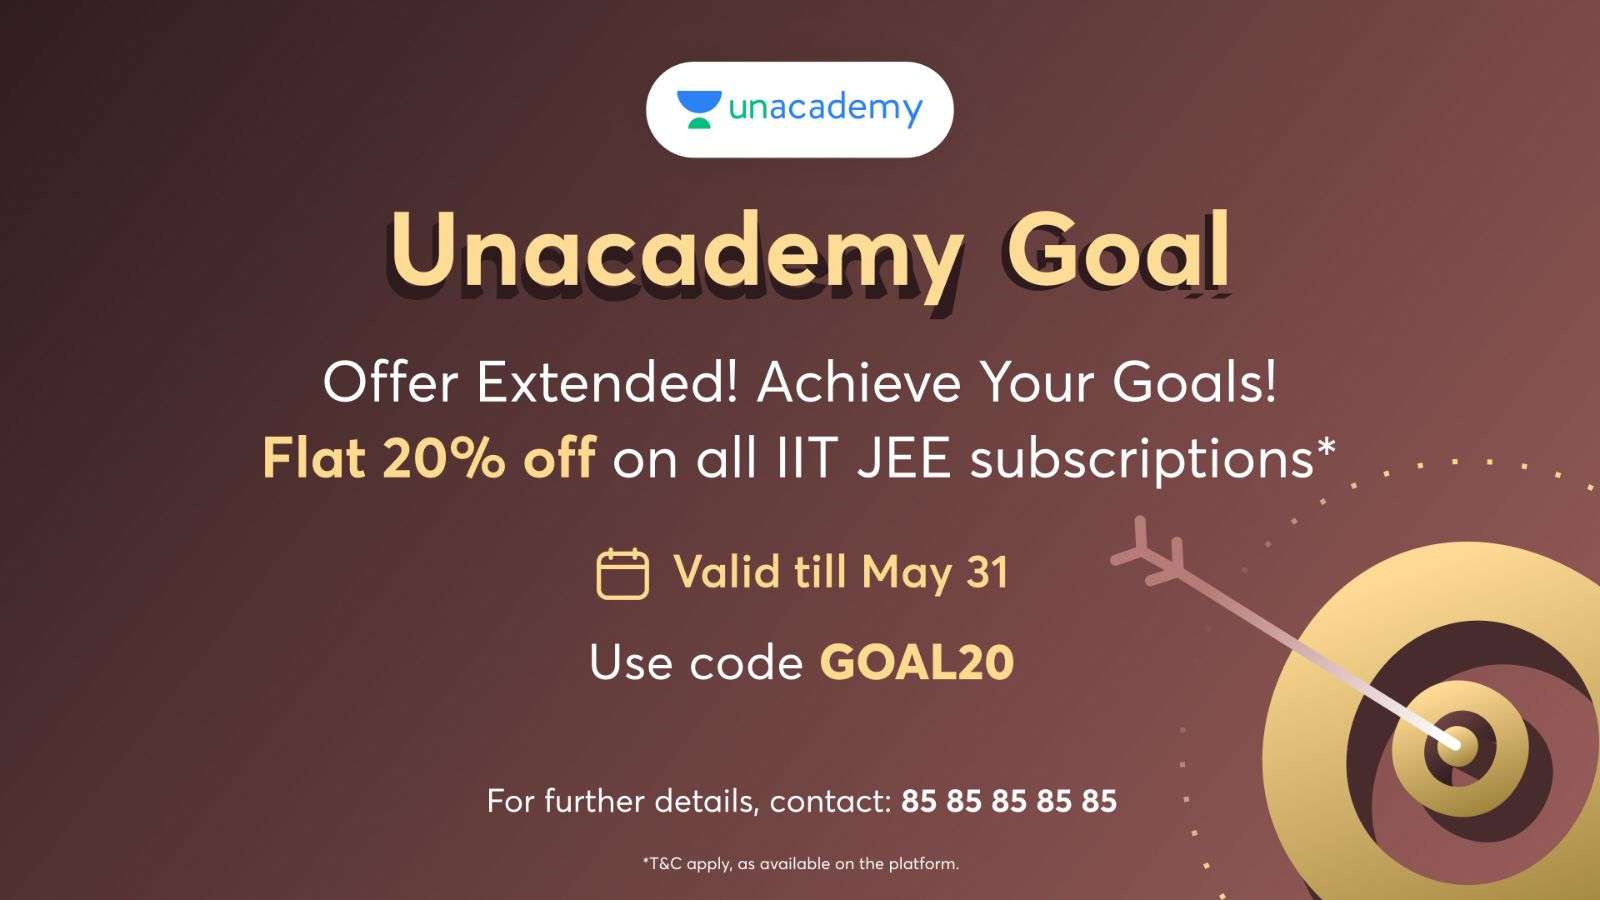 unacademy
Unacademy Goal
Offer Extended! Achieve Your Goals!
Flat 20% off on all IIT JEE subscriptions*
Valid till May 31
Use code GOAL20
For further details, contact: 85 85 85 85 85
*T&C apply, as available on the platform.